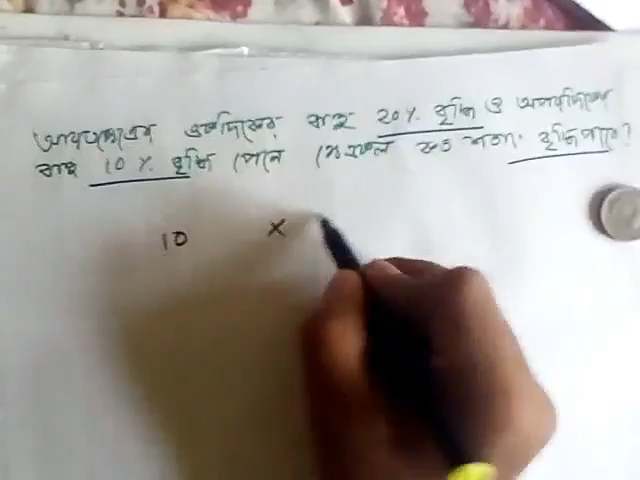 আয়তক্ষেত্রের একদিকের বাহু 20% বৃদ্ধি ও অপরদিকের
বাহু 10% বৃদ্ধি পেলে ক্ষেত্রফল কত শতাং বৃদ্ধি পাবে?
10 ×